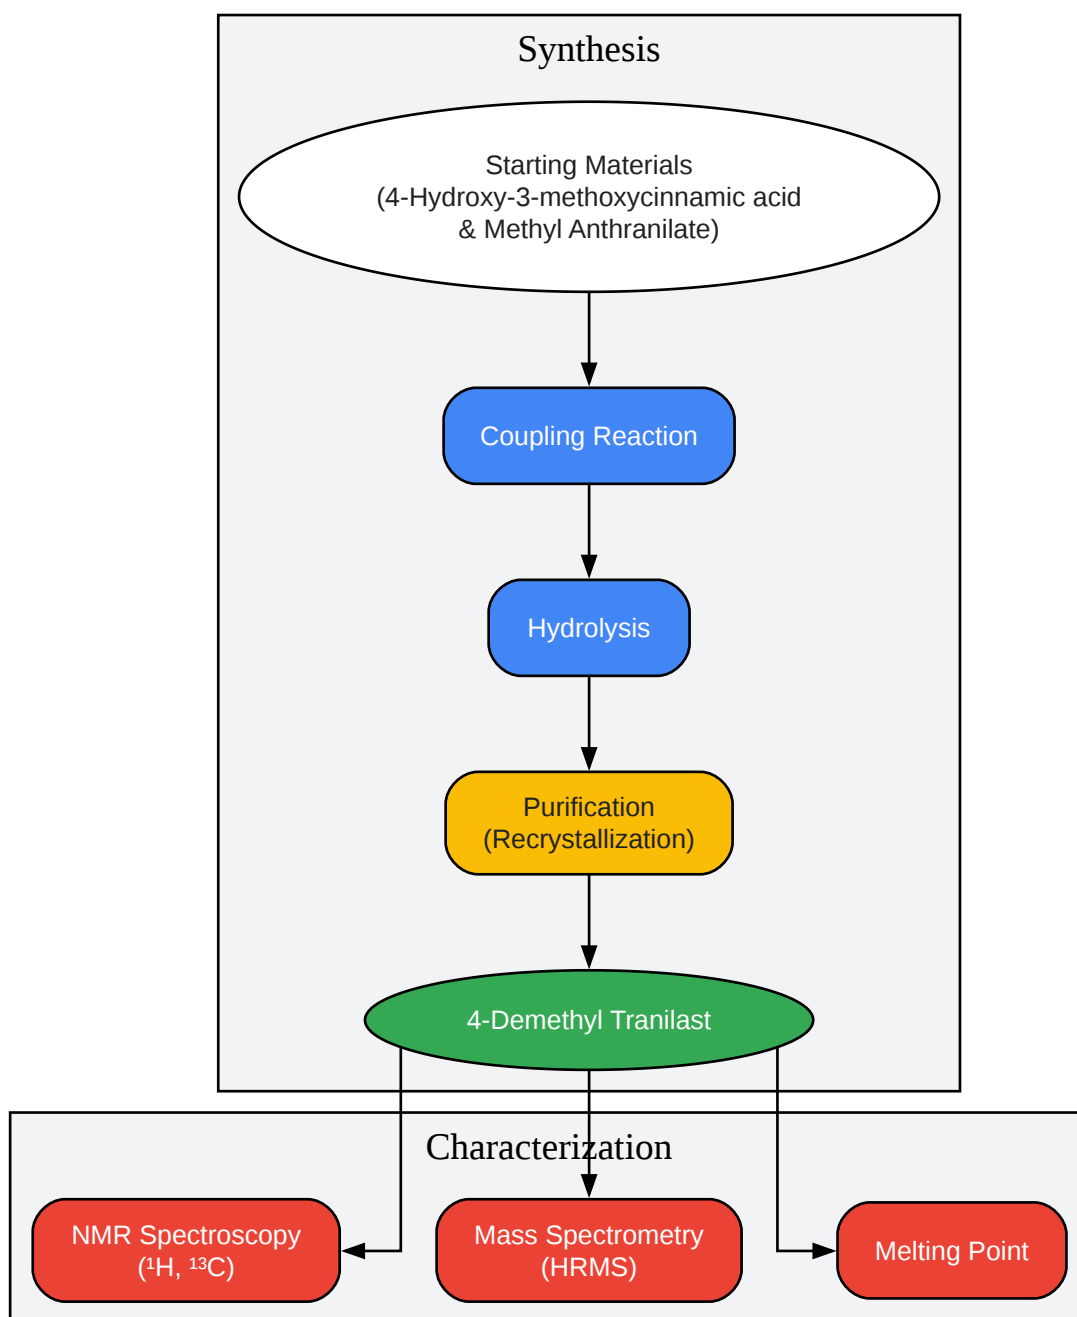 Synthesis
Starting Materials
(4-Hydroxy-3-methoxycinnamic acid
& Methyl Anthranilate)
Coupling Reaction
Hydrolysis
Purification
(Recrystallization)
4-Demethyl Tranilast
Characterization
NMR Spectroscopy
(¹H, ¹³C)
Mass Spectrometry
(HRMS)
Melting Point